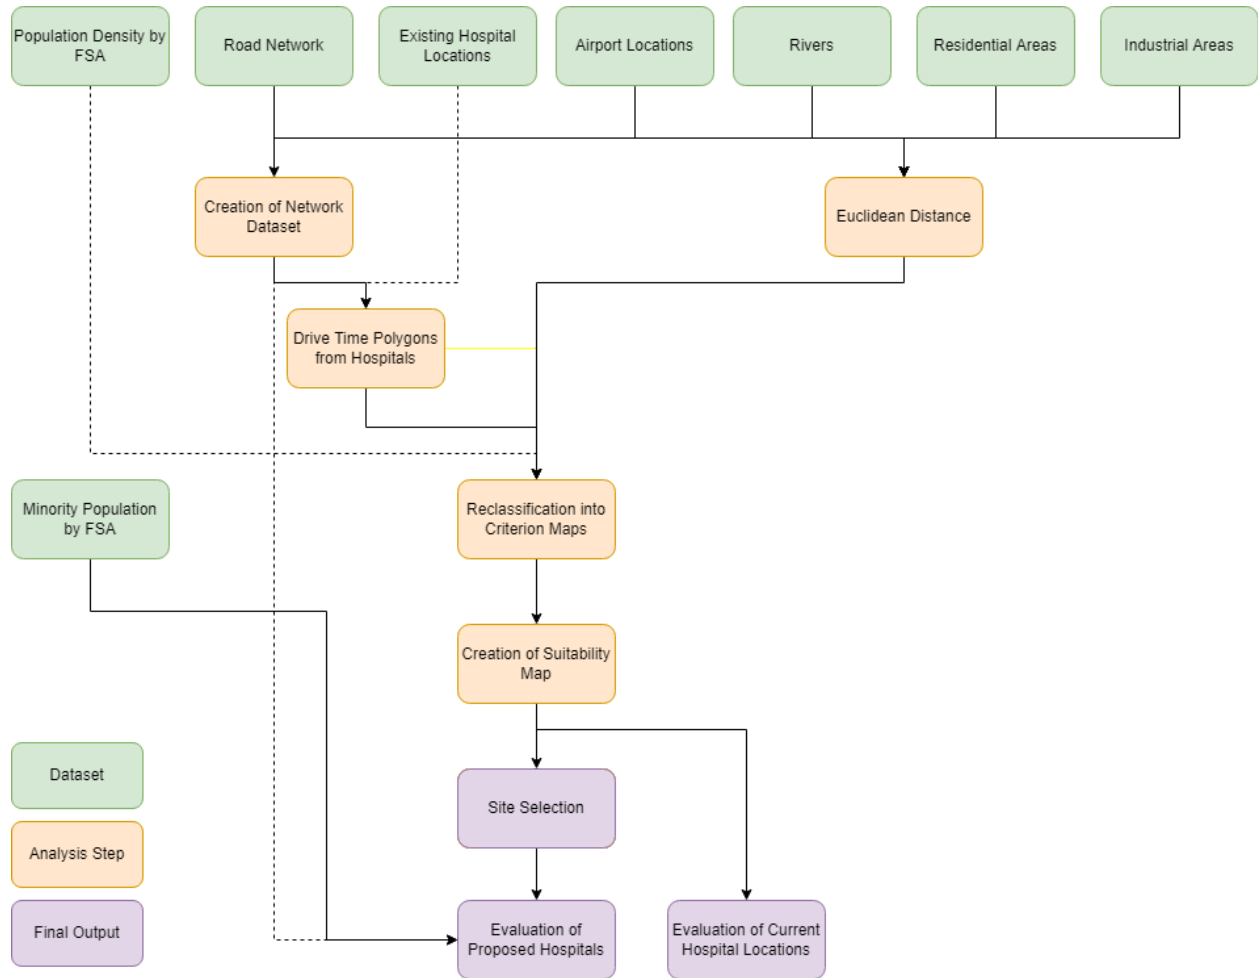 Population Density by
FSA
Road Network
Existing Hospital
Locations
Airport Locations
Rivers
Residential Areas
Industrial Areas
Creation of Network
Dataset
Euclidean Distance
Drive Time Polygons
from Hospitals
Minority Population
by FSA
Reclassification into
Criterion Maps
Creation of Suitability
Map
Dataset
Site Selection
Analysis Step
Final Output
Evaluation of
Proposed Hospitals
Evaluation of Current
Hospital Locations